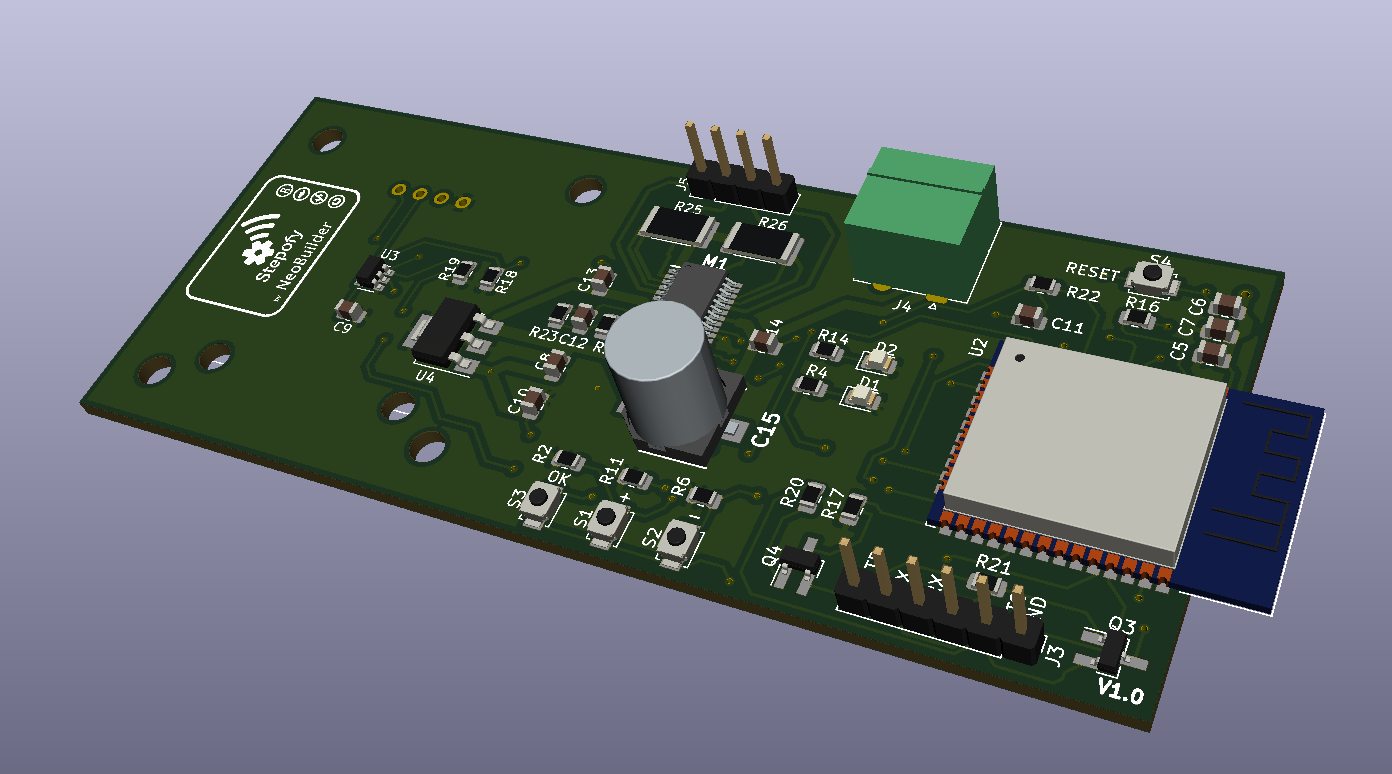 J5
R25
R26
Stepofy
by NeoBuilder
U3
R19
R18
C13
M1
S4
RESET
R22
R16
C6
C7
C5
J4
C11
C9
R23
C12
14
R14
D2
U2
U4
C8
R4
D1
C10
C15
R2
OK
R11
+
R6
-
S3
S1
S2
R20
R17
Q4
R21
ND
J3
Q3
V1.0